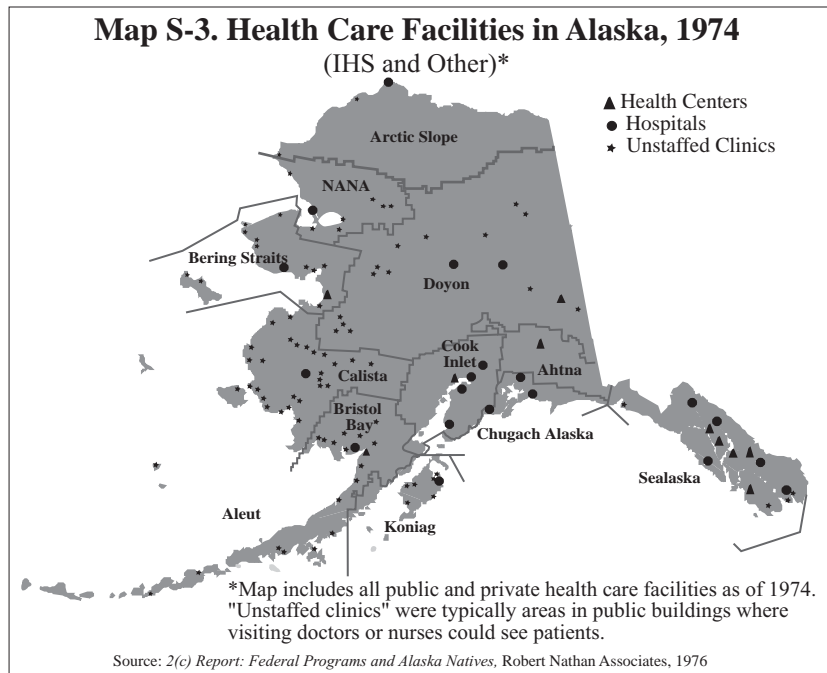 Map S-3. Health Care Facilities in Alaska, 1974
(IHS and Other)*
Health Centers
Hospitals
Unstaffed Clinics
Arctic Slope
NANA
Bering Straits
Doyon
Cook
Inlet
Ahtna
Calista
Bristol
Bay
Chugach Alaska
Sealaska
Aleut
Koniag
*Map includes all public and private health care facilities as of 1974.
"Unstaffed clinics" were typically areas in public buildings where
visiting doctors or nurses could see patients.
Source: 2(c) Report: Federal Programs and Alaska Natives, Robert Nathan Associates, 1976